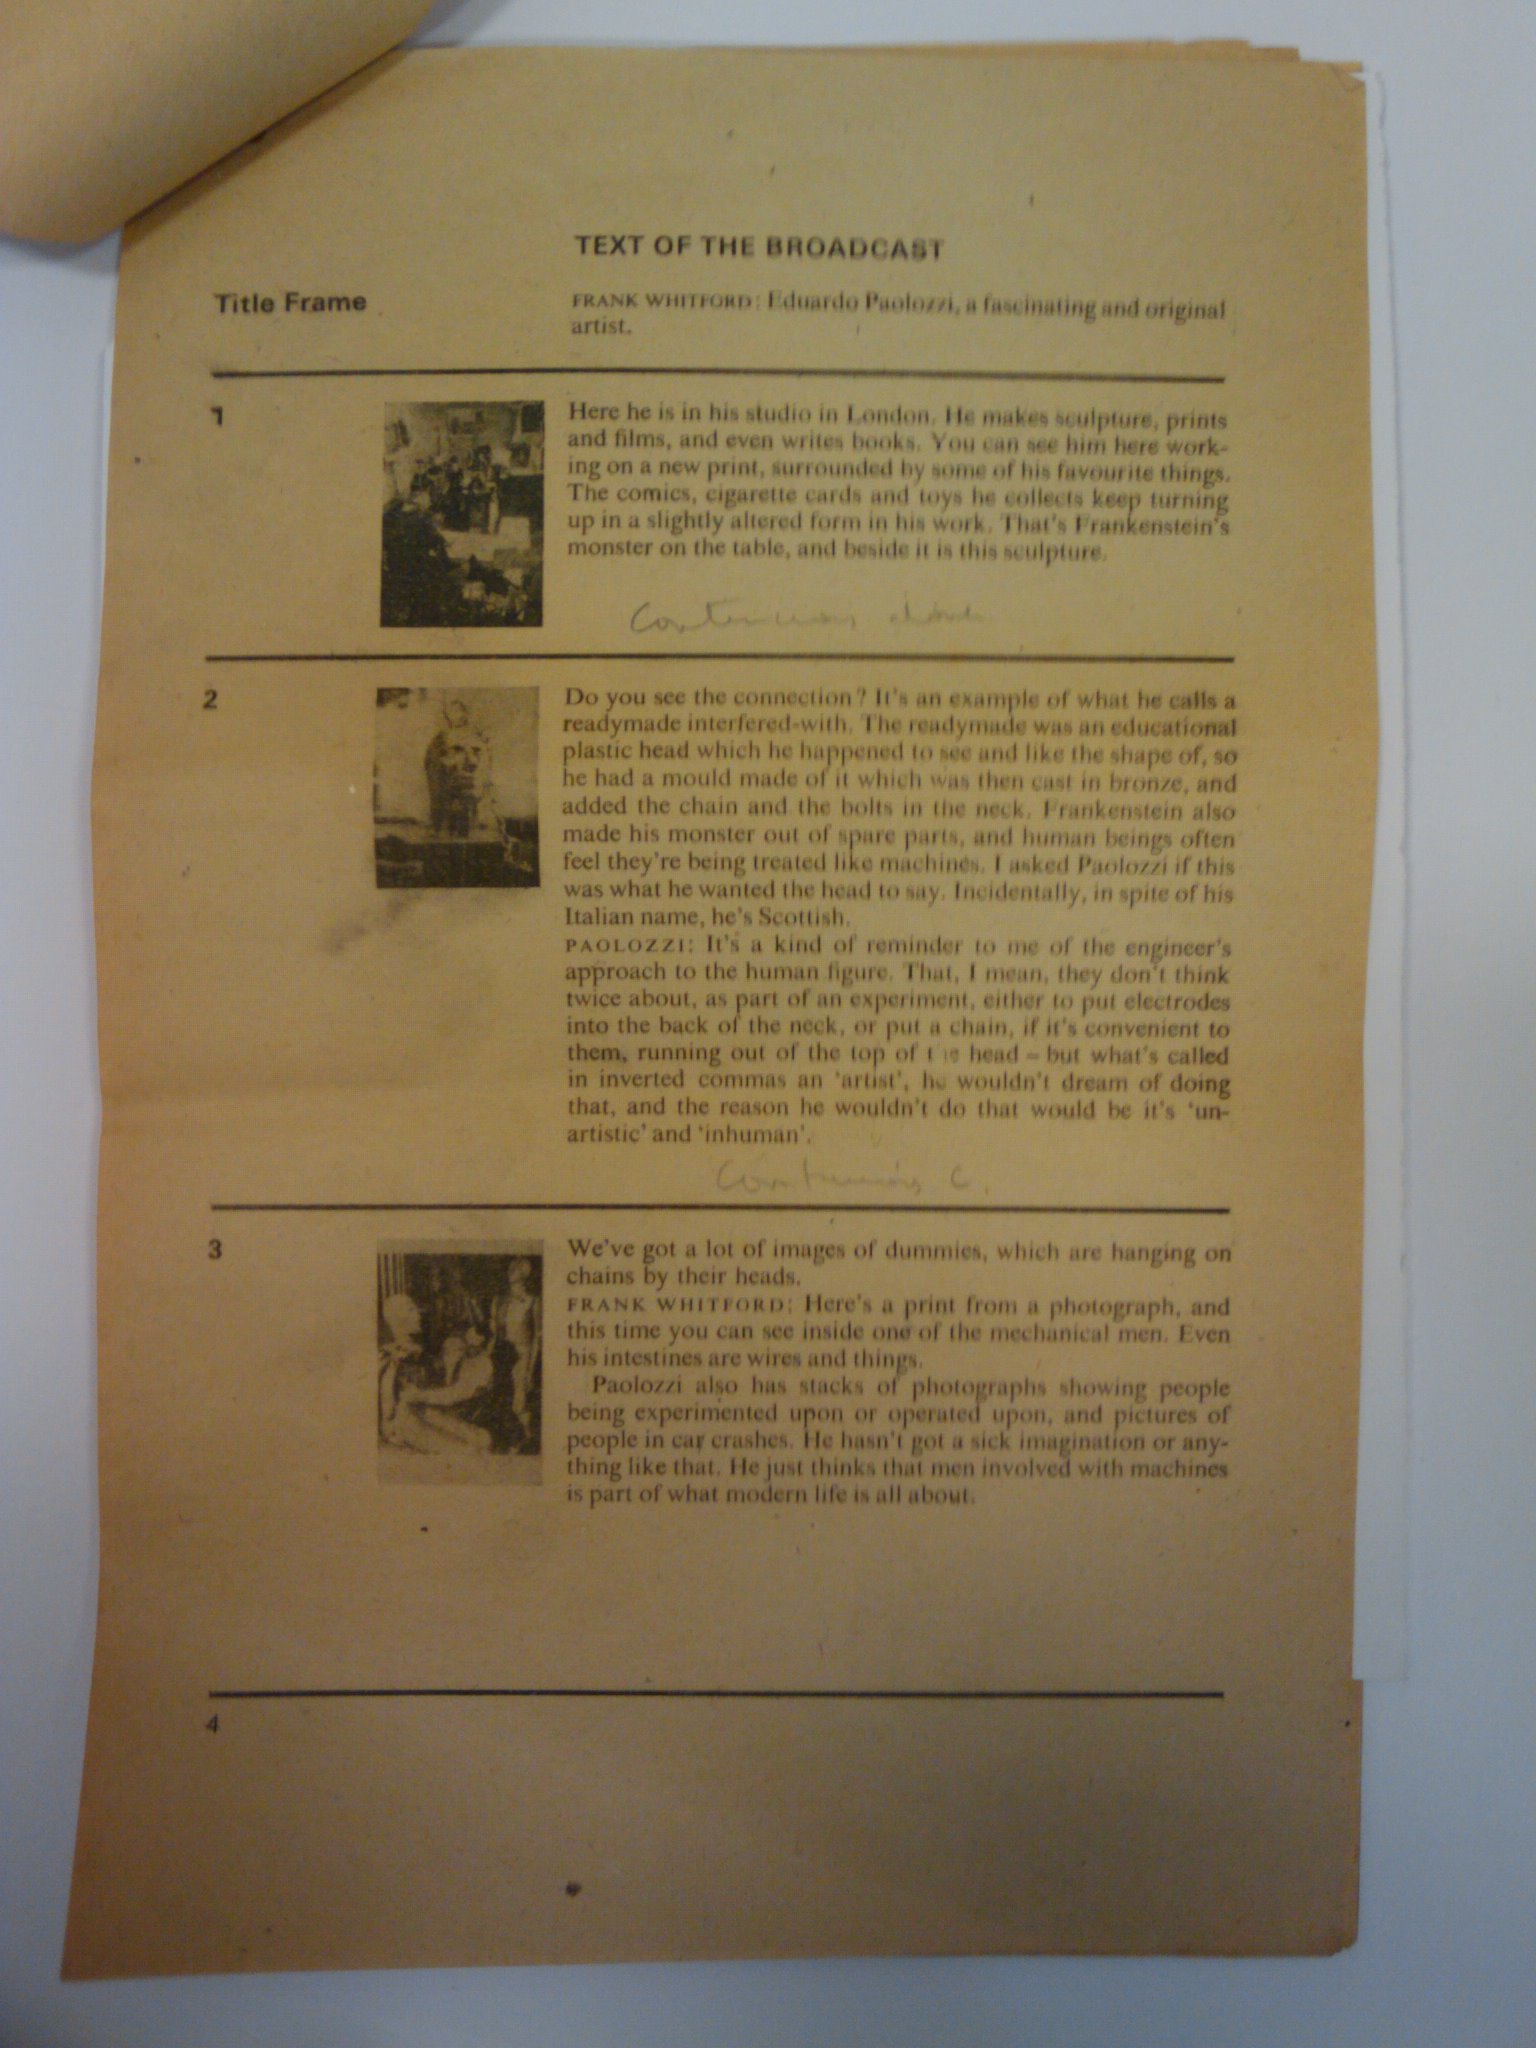 TEXT OF THE BROADCAST
Title Frame
FRANK WHITFORD: Eduardo Paolozzi, a fascinating and original
artist.
1
Here he is in his studio in London. He makes sculpture, prints
and films, and even writes books. You can see him here work-
ing on a new print, surrounded by some of his favourite things.
The comics, cigarette cards and toys he collects keep turning
up in a slightly altered form in his work. That's Frankenstein's
monster on the table, and beside it is this sculpture.
2
Do you see the connection? It's an example of what he calls a
readymade interfered-with. The readymade was an educational
plastic head which he happened to see and like the shape of, so
he had a mould made of it which was then cast in bronze, and
added the chain and the bolts in the neck. Frankenstein also
made his monster out of spare parts, and human beings often
feel they're being treated like machines. I asked Paolozzi if this
was what he wanted the head to say. Incidentally, in spite of his
Italian name, he's Scottish.
PAOLOZZI: It's a kind of reminder to me of the engineer's
approach to the human figure. That, I mean, they don't think
twice about, as part of an experiment, either to put electrodes
into the back of the neck, or put a chain, if it's convenient to
them, running out of the top of the head – but what's called
in inverted commas an 'artist', he wouldn't dream of doing
that, and the reason he wouldn't do that would be it's 'un-
artistic' and 'inhuman'.
3
We've got a lot of images of dummies, which are hanging on
chains by their heads.
FRANK WHITFORD: Here's a print from a photograph, and
this time you can see inside one of the mechanical men. Even
his intestines are wires and things.
Paolozzi also has stacks of photographs showing people
being experimented upon or operated upon, and pictures of
people in car crashes. He hasn't got a sick imagination or any-
thing like that. He just thinks that men involved with machines
is part of what modern life is all about.
4